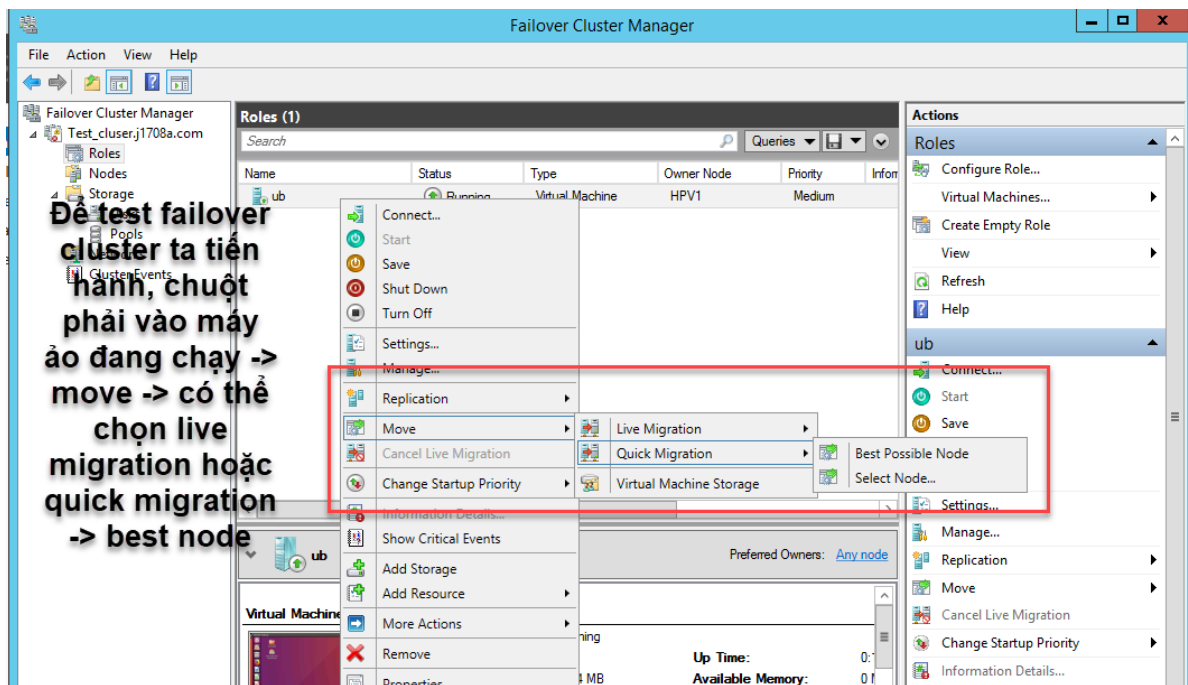 Failover Cluster Manager
File Action View Help
Failover Cluster Manager
Test_cluser.j1708a.com
Roles
Nodes
Storage
Pools
Cluster Events
Để test failover
cluster ta tiến
hành, chuột
phải vào máy
ảo đang chạy ->
move -> có thể
chọn live
migration hoặc
quick migration
-> best node
Roles (1)
Search
Queries
Name Status Type Owner Node Priority Inform
ub Running Virtual Machine HPV1 Medium
Connect...
Start
Save
Shut Down
Turn Off
Settings...
Manage...
Replication
Move
Cancel Live Migration
Change Startup Priority
Information Details...
Show Critical Events
Add Storage
Add Resource
More Actions
Remove
Properties
Live Migration
Quick Migration
Virtual Machine Storage
Best Possible Node
Select Node...
ub
Preferred Owners: Any node
Virtual Machine
Up Time:
Available Memory:
MB
Actions
Roles
Configure Role...
Virtual Machines...
Create Empty Role
View
Refresh
Help
ub
Connect...
Start
Save
Settings...
Manage...
Replication
Move
Cancel Live Migration
Change Startup Priority
Information Details...